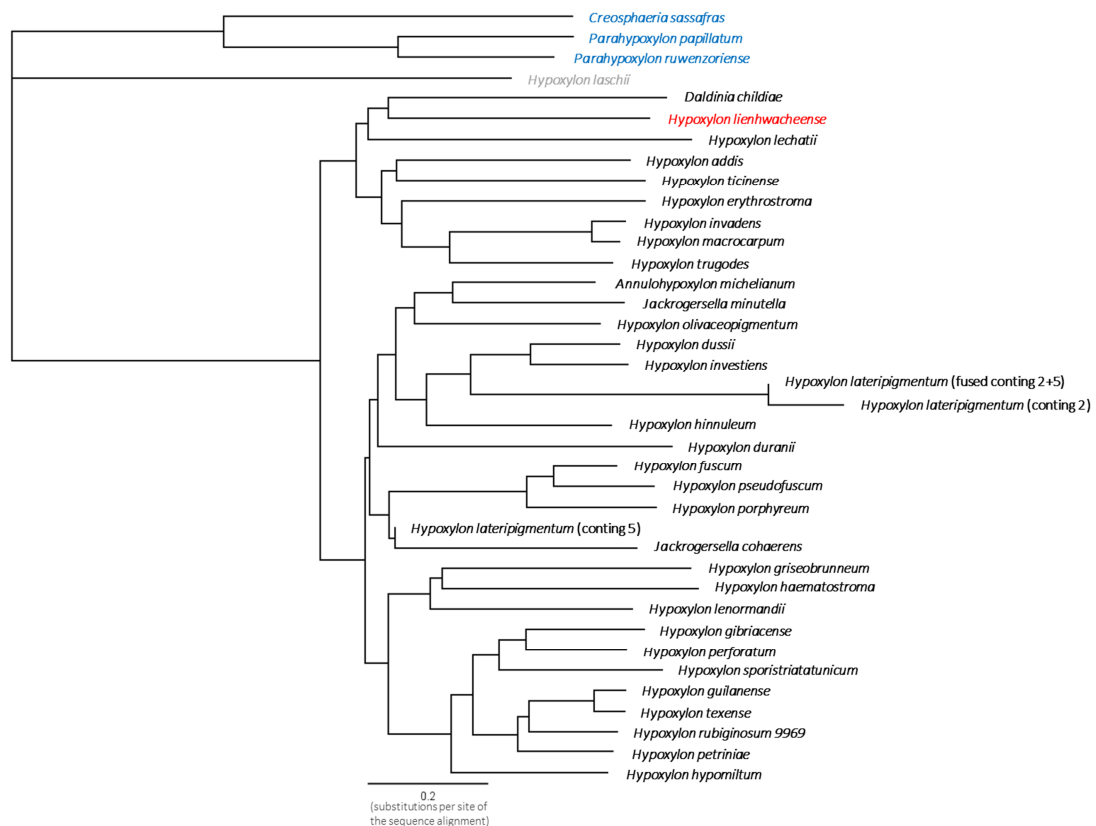 Creosphaeria sassafras
Parahypoxylon papillatum
Parahypoxylon ruwenzoriense
Hypoxylon laschii
Daldinia childiae
Hypoxylon lienhwacheense
Hypoxylon lechatii
Hypoxylon addis
Hypoxylon ticinense
Hypoxylon erythrostroma
Hypoxylon invadens
Hypoxylon macrocarpum
Hypoxylon trugodes
Annulohypoxylon michelianum
Jackrogersella minutella
Hypoxylon olivaceopigmentum
Hypoxylon dussii
Hypoxylon investiens
Hypoxylon lateripigmentum (fused conting 2+5)
Hypoxylon lateripigmentum (conting 2)
Hypoxylon hinnuleum
Hypoxylon duranii
Hypoxylon fuscum
Hypoxylon pseudofuscum
Hypoxylon porphyreum
Hypoxylon lateripigmentum (conting 5)
Jackrogersella cohaerens
Hypoxylon griseobrunneum
Hypoxylon haematostroma
Hypoxylon lenormandii
Hypoxylon gibriacense
Hypoxylon perforatum
Hypoxylon sporistriatatunicum
Hypoxylon guilanense
Hypoxylon texense
Hypoxylon rubiginosum 9969
Hypoxylon petriniae
Hypoxylon hypomiltum
0.2
(substitutions per site of
the sequence alignment)